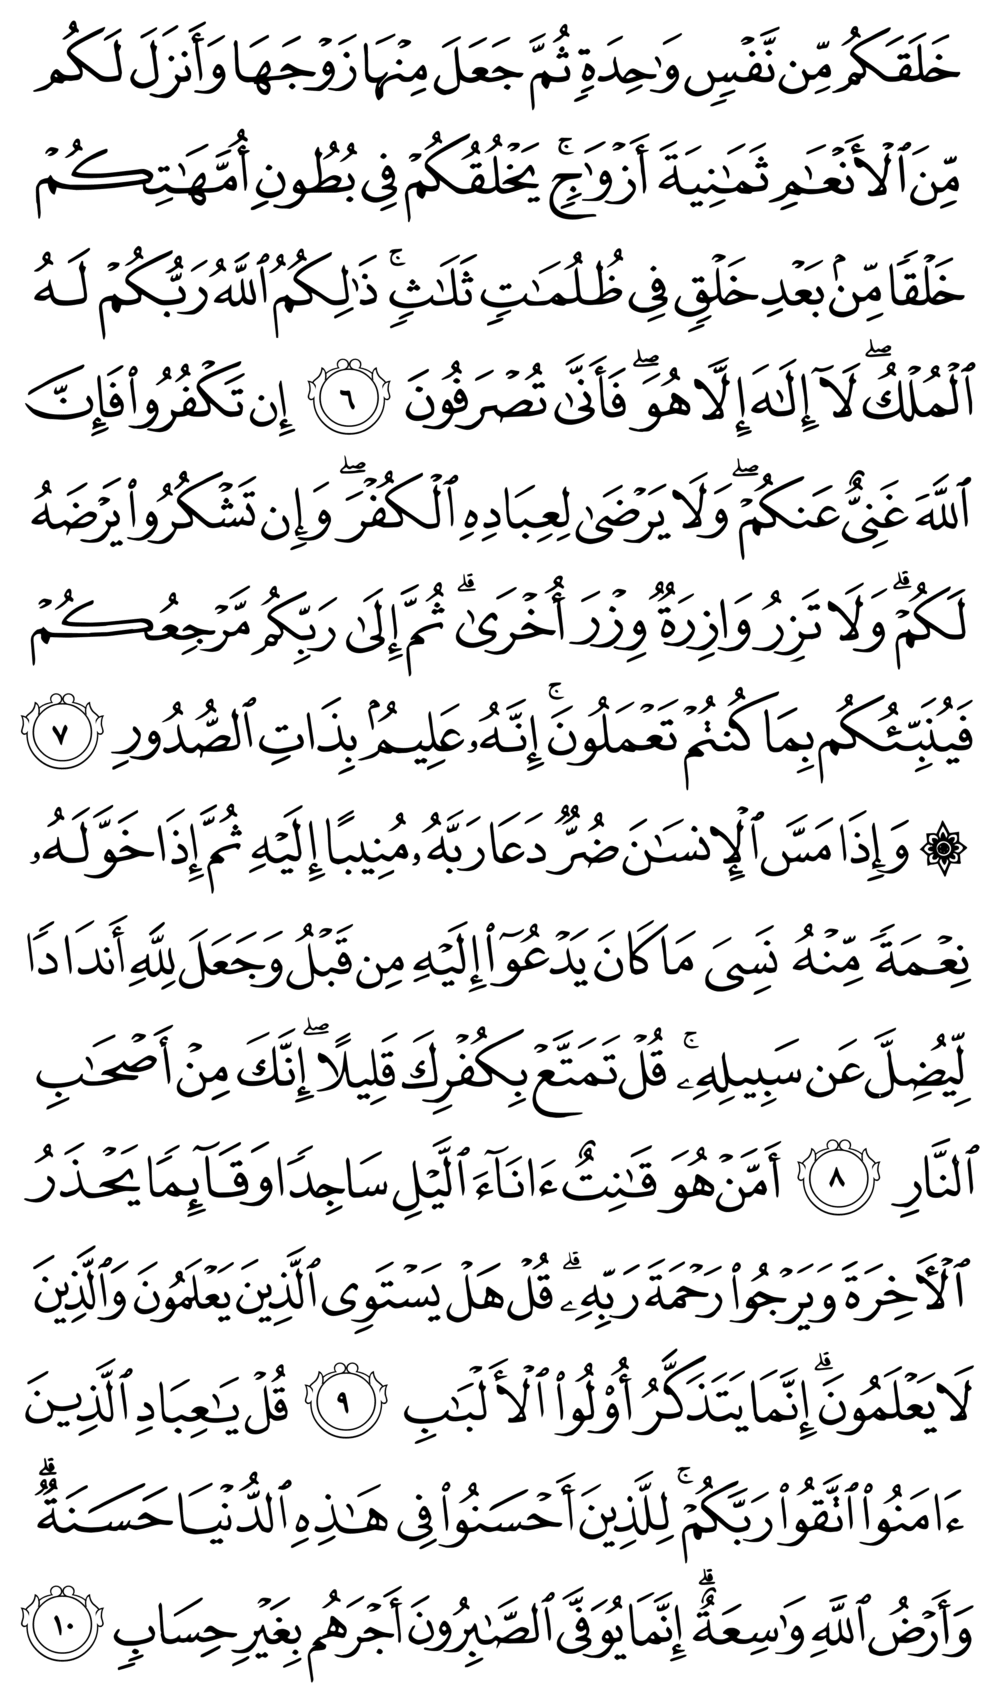 خَلَقَكُم مِّن نَّفْسٍ وَٰحِدَةٍ ثُمَّ جَعَلَ مِنْهَا زَوْجَهَا وَأَنزَلَ لَكُم
مِّنَ ٱلْأَنْعَٰمِ ثَمَٰنِيَةَ أَزْوَٰجٍ ۚ يَخْلُقُكُمْ فِى بُطُونِ أُمَّهَٰتِكُمْ
خَلْقًا مِّنۢ بَعْدِ خَلْقٍ فِى ظُلُمَٰتٍ ثَلَٰثٍ ۚ ذَٰلِكُمُ ٱللَّهُ رَبُّكُمْ لَهُ
ٱلْمُلْكُ ۖ لَآ إِلَٰهَ إِلَّا هُوَ ۖ فَأَنَّىٰ تُصْرَفُونَ ٦ إِن تَكْفُرُوا۟ فَإِنَّ
ٱللَّهَ غَنِىٌّ عَنكُمْ ۖ وَلَا يَرْضَىٰ لِعِبَادِهِ ٱلْكُفْرَ ۖ وَإِن تَشْكُرُوا۟ يَرْضَهُ
لَكُمْ ۗ وَلَا تَزِرُ وَازِرَةٌ وِزْرَ أُخْرَىٰ ۗ ثُمَّ إِلَىٰ رَبِّكُم مَّرْجِعُكُمْ
فَيُنَبِّئُكُم بِمَا كُنتُمْ تَعْمَلُونَ ۚ إِنَّهُۥ عَلِيمٌۢ بِذَاتِ ٱلصُّدُورِ ٧
۞ وَإِذَا مَسَّ ٱلْإِنسَٰنَ ضُرٌّ دَعَا رَبَّهُۥ مُنِيبًا إِلَيْهِ ثُمَّ إِذَا خَوَّلَهُۥ
نِعْمَةً مِّنْهُ نَسِىَ مَا كَانَ يَدْعُوٓا۟ إِلَيْهِ مِن قَبْلُ وَجَعَلَ لِلَّهِ أَندَادًا
لِّيُضِلَّ عَن سَبِيلِهِۦ ۚ قُلْ تَمَتَّعْ بِكُفْرِكَ قَلِيلًا ۖ إِنَّكَ مِنْ أَصْحَٰبِ
ٱلنَّارِ ٨ أَمَّنْ هُوَ قَٰنِتٌ ءَانَآءَ ٱلَّيْلِ سَاجِدًا وَقَآئِمًا يَحْذَرُ
ٱلْأَخِرَةَ وَيَرْجُوا۟ رَحْمَةَ رَبِّهِۦ ۗ قُلْ هَلْ يَسْتَوِى ٱلَّذِينَ يَعْلَمُونَ وَٱلَّذِينَ
لَا يَعْلَمُونَ ۗ إِنَّمَا يَتَذَكَّرُ أُو۟لُوا۟ ٱلْأَلْبَٰبِ ٩ قُلْ يَٰعِبَادِ ٱلَّذِينَ
ءَامَنُوا۟ ٱتَّقُوا۟ رَبَّكُمْ ۚ لِلَّذِينَ أَحْسَنُوا۟ فِى هَٰذِهِ ٱلدُّنْيَا حَسَنَةٌ ۗ
وَأَرْضُ ٱللَّهِ وَٰسِعَةٌ ۗ إِنَّمَا يُوَفَّى ٱلصَّٰبِرُونَ أَجْرَهُم بِغَيْرِ حِسَابٍ ١٠